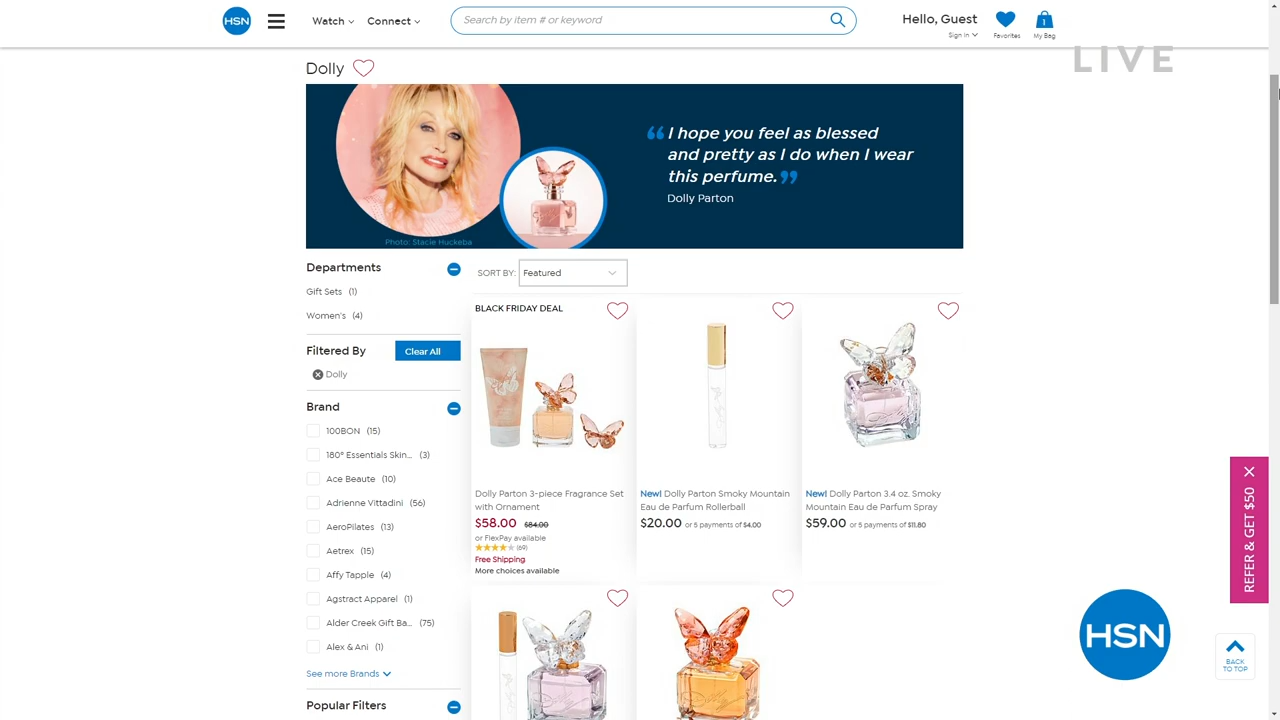 HSN
Watch
Connect
Search by item # or keyword
Hello, Guest
Sign In
Favorites
1
My Bag
LIVE
Dolly
“ I hope you feel as blessed
and pretty as I do when I wear
this perfume. ”
Dolly Parton
Photo: Stacie Huckeba
Departments
Gift Sets (1)
Women's (4)
Filtered By
Clear All
Dolly
Brand
100BON (15)
180° Essentials Skin... (3)
Ace Beaute (10)
Adrienne Vittadini (56)
AeroPilates (13)
Aetrex (15)
Affy Tapple (4)
Agstract Apparel (1)
Alder Creek Gift Ba... (75)
Alex & Ani (1)
See more Brands
Popular Filters
SORT BY: Featured
BLACK FRIDAY DEAL
Dolly Parton 3-piece Fragrance Set
with Ornament
$58.00 $84.00
or FlexPay available
(69)
Free Shipping
More choices available
New! Dolly Parton Smoky Mountain
Eau de Parfum Rollerball
$20.00 or 5 payments of $4.00
New! Dolly Parton 3.4 oz. Smoky
Mountain Eau de Parfum Spray
$59.00 or 5 payments of $11.80
REFER & GET $50
HSN
BACK
TO TOP